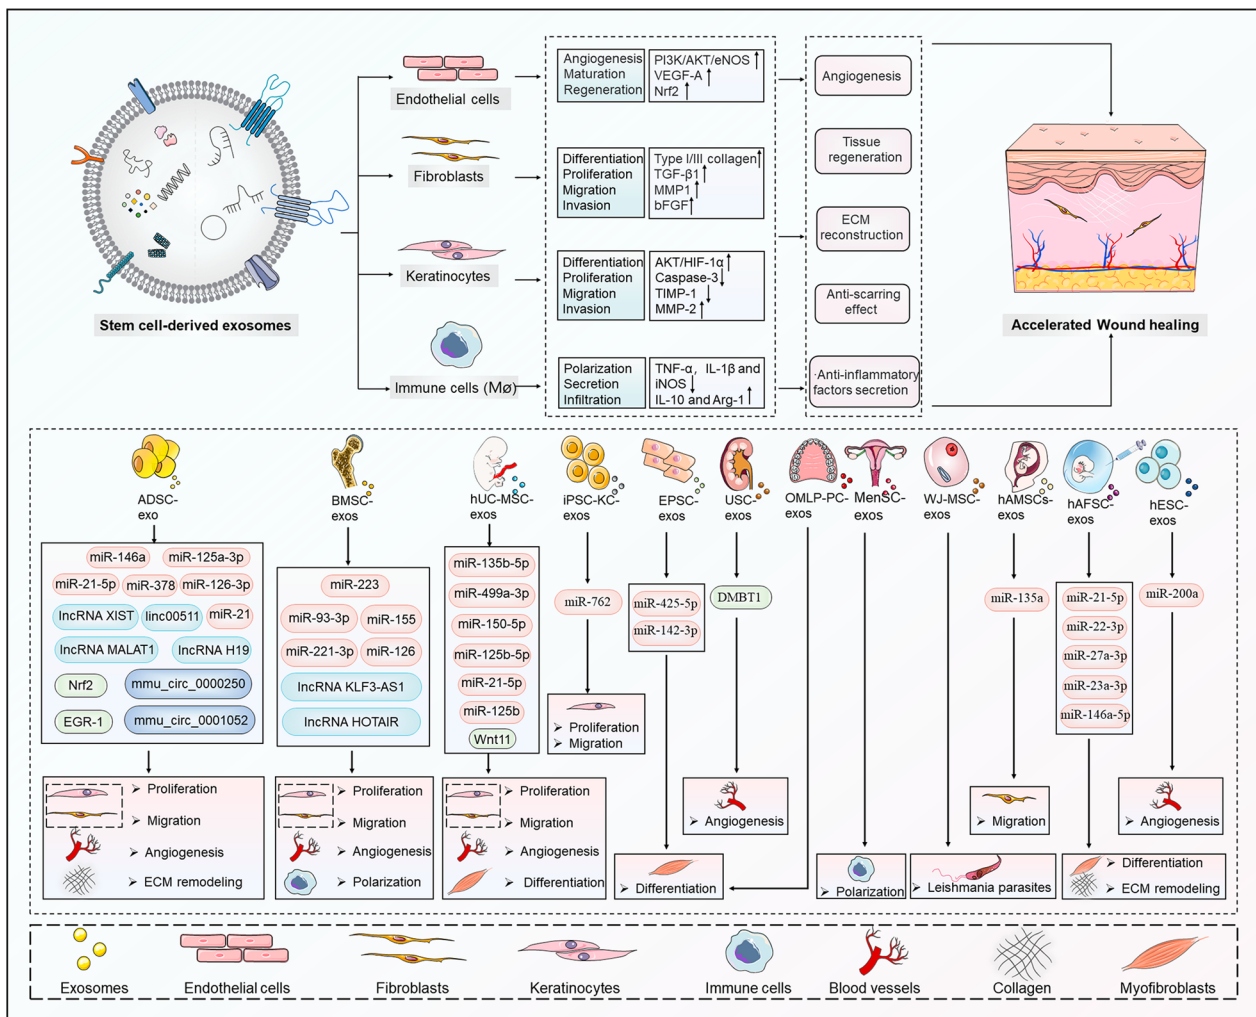 Stem cell-derived exosomes
Endothelial cells
Fibroblasts
Keratinocytes
Immune cells (Mø)
Angiogenesis
Maturation
Regeneration
PI3K/AKT/eNOS ↑
VEGF-A ↑
Nrf2 ↑
Differentiation
Proliferation
Migration
Invasion
Type I/III collagen ↑
TGF-β1 ↑
MMP1 ↑
bFGF ↑
Differentiation
Proliferation
Migration
Invasion
AKT/HIF-1α ↑
Caspase-3 ↓
TIMP-1 ↓
MMP-2 ↑
Polarization
Secretion
Infiltration
TNF-α, IL-1β and
iNOS ↓
IL-10 and Arg-1 ↑
Angiogenesis
Tissue
regeneration
ECM
reconstruction
Anti-scarring
effect
·Anti-inflammatory
factors secretion
Accelerated Wound healing
ADSC-
exo
BMSC-
exos
hUC-MSC-
exos
iPSC-KC-
exos
EPSC-
exos
USC-
exos
OMLP-PC-
exos
MenSC-
exos
WJ-MSC-
exos
hAMSCs-
exos
hAFSC-
exos
hESC-
exos
miR-146a
miR-125a-3p
miR-21-5p
miR-378
miR-126-3p
lncRNA XIST
linc00511
miR-21
lncRNA MALAT1
lncRNA H19
Nrf2
mmu_circ_0000250
EGR-1
mmu_circ_0001052
➢ Proliferation
➢ Migration
➢ Angiogenesis
➢ ECM remodeling
miR-223
miR-93-3p
miR-155
miR-221-3p
miR-126
lncRNA KLF3-AS1
lncRNA HOTAIR
➢ Proliferation
➢ Migration
➢ Angiogenesis
➢ Polarization
miR-135b-5p
miR-499a-3p
miR-150-5p
miR-125b-5p
miR-21-5p
miR-125b
Wnt11
➢ Proliferation
➢ Migration
➢ Angiogenesis
➢ Differentiation
miR-762
➢ Proliferation
➢ Migration
miR-425-5p
miR-142-3p
➢ Differentiation
DMBT1
➢ Angiogenesis
➢ Polarization
➢ Leishmania parasites
miR-135a
➢ Migration
miR-21-5p
miR-22-3p
miR-27a-3p
miR-23a-3p
miR-146a-5p
➢ Differentiation
➢ ECM remodeling
miR-200a
➢ Angiogenesis
Exosomes
Endothelial cells
Fibroblasts
Keratinocytes
Immune cells
Blood vessels
Collagen
Myofibroblasts